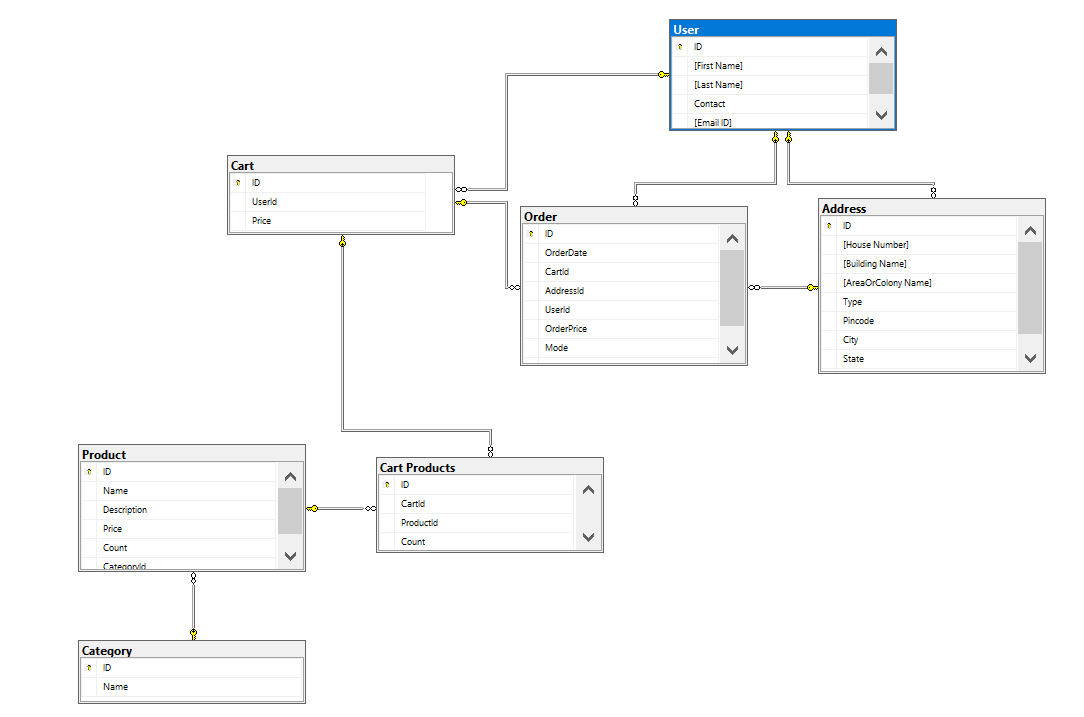 User
ID
[First Name]
[Last Name]
Contact
[Email ID]
Cart
ID
UserId
Price
Order
ID
OrderDate
CartId
AddressId
UserId
OrderPrice
Mode
Address
ID
[House Number]
[Building Name]
[AreaOrColony Name]
Type
Pincode
City
State
Product
ID
Name
Description
Price
Count
CategoryId
Cart Products
ID
CartId
ProductId
Count
Category
ID
Name